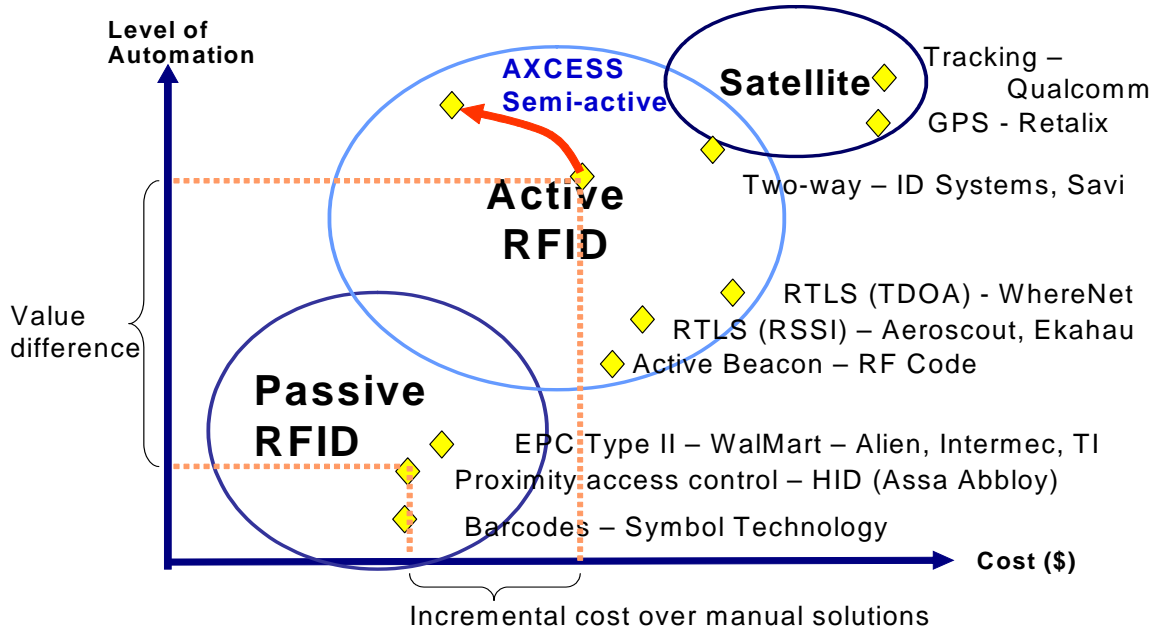 Level of
Automation
AXCESS
Semi-active
Satellite
Tracking –
Qualcomm
GPS - Retalix
Two-way – ID Systems, Savi
Active
RFID
RTLS (TDOA) - WhereNet
RTLS (RSSI) – Aeroscout, Ekahau
Active Beacon – RF Code
Value
difference
Passive
RFID
EPC Type II – WalMart – Alien, Intermec, TI
Proximity access control – HID (Assa Abbloy)
Barcodes – Symbol Technology
Cost ($)
Incremental cost over manual solutions